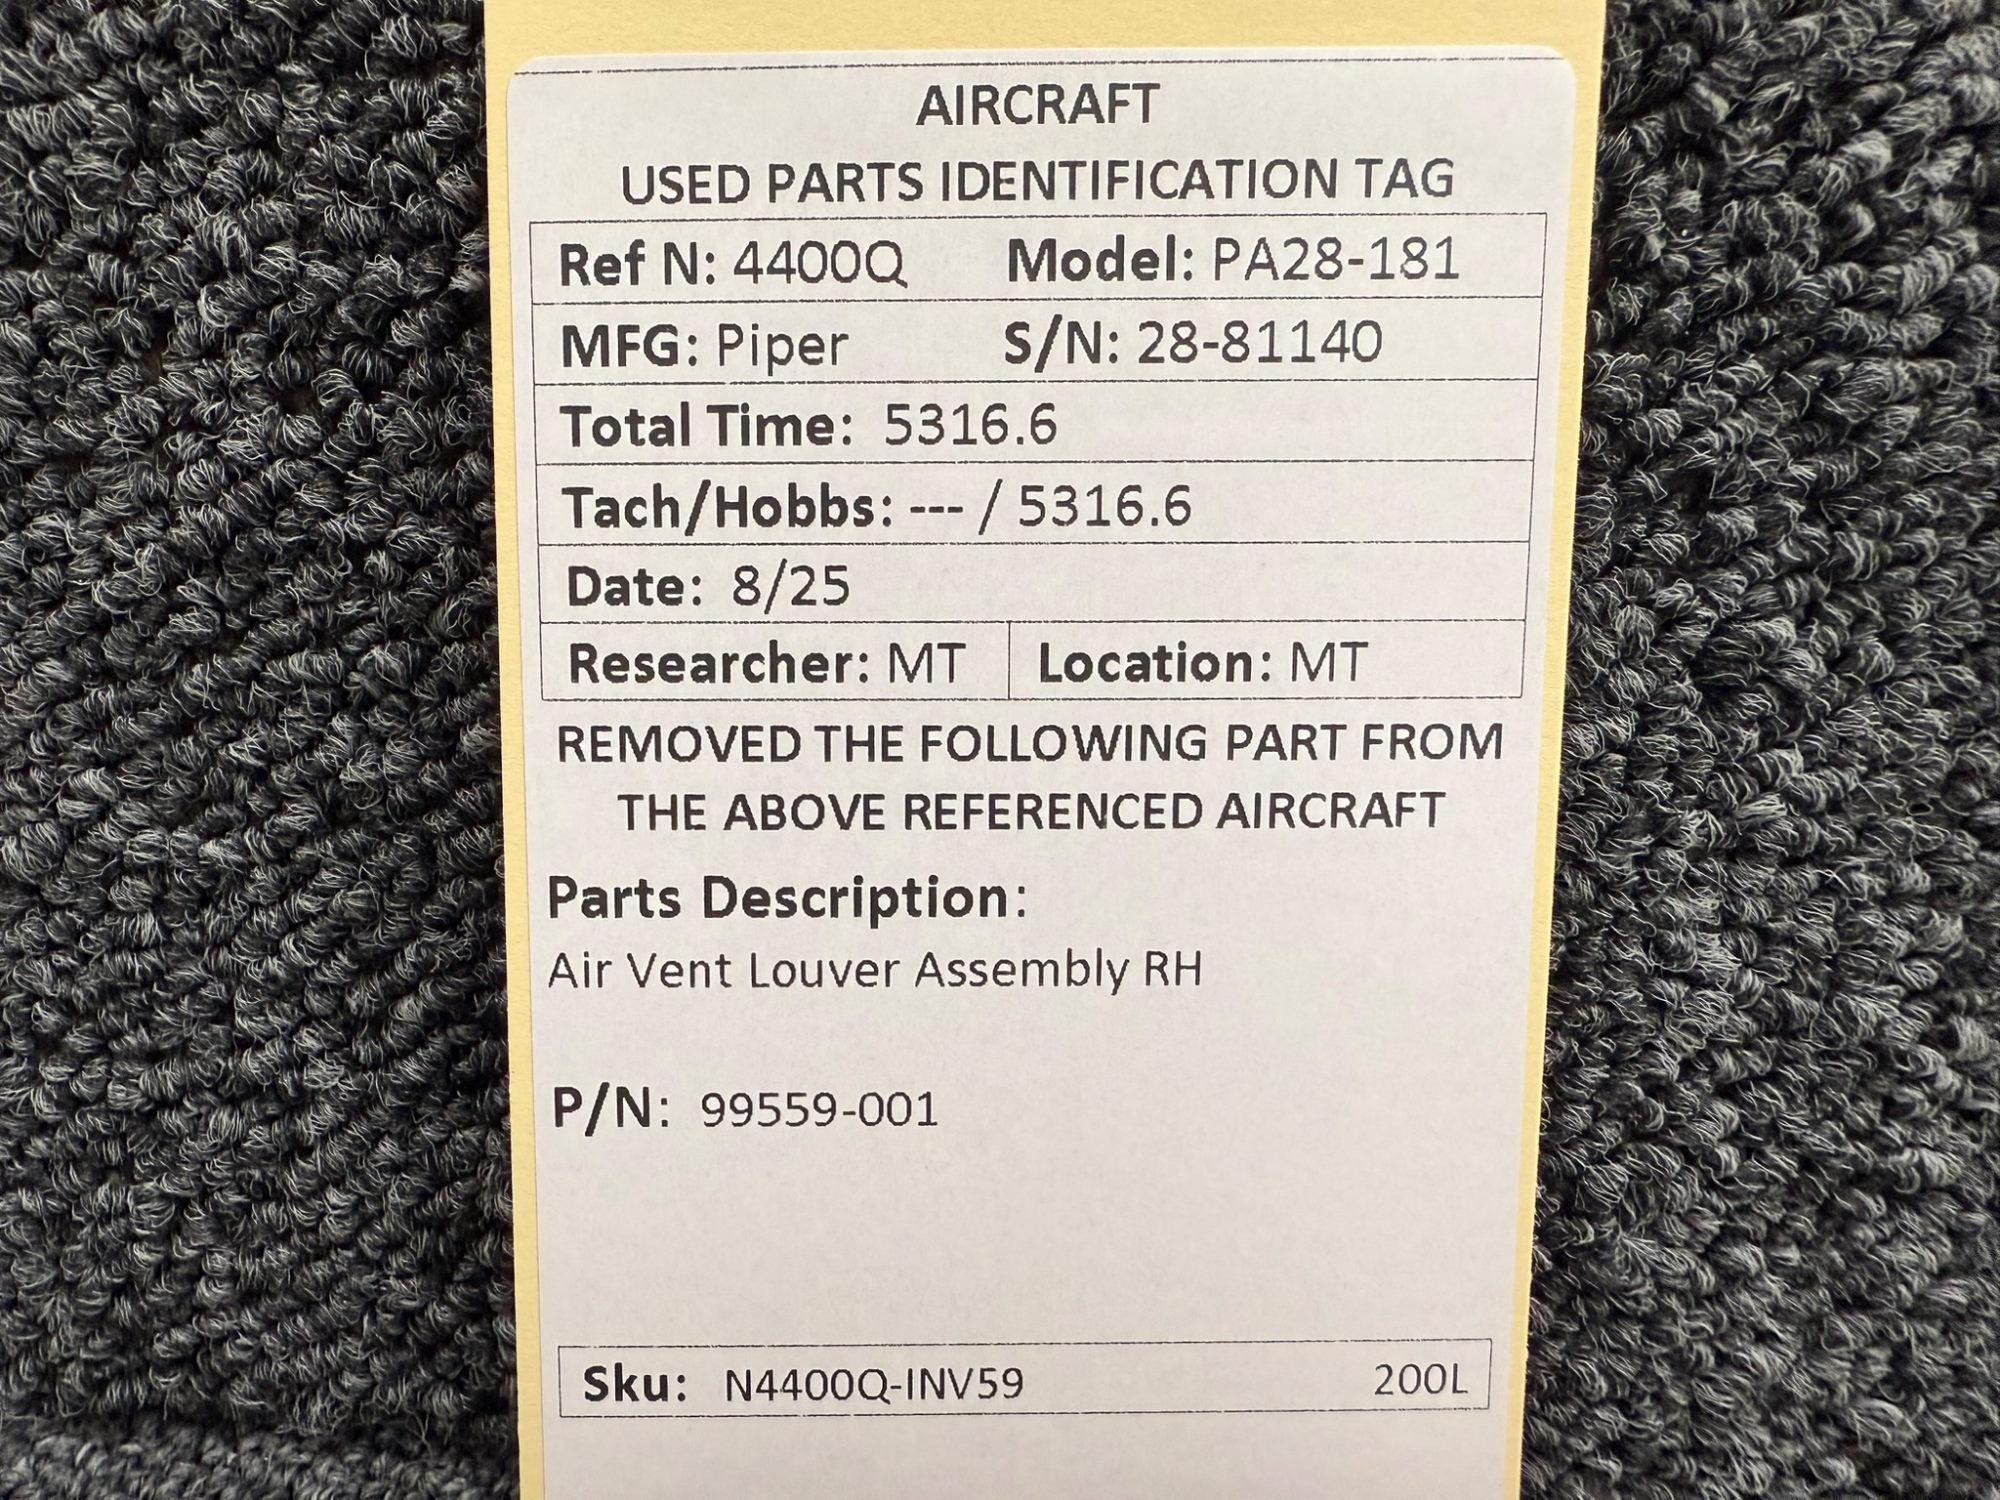 AIRCRAFT
USED PARTS IDENTIFICATION TAG
Ref N: 4400Q Model: PA28-181
MFG: Piper S/N: 28-81140
Total Time: 5316.6
Tach/Hobbs: --- / 5316.6
Date: 8/25
Researcher: MT Location: MT
REMOVED THE FOLLOWING PART FROM
THE ABOVE REFERENCED AIRCRAFT
Parts Description:
Air Vent Louver Assembly RH
P/N: 99559-001
Sku: N4400Q-INV59 200L